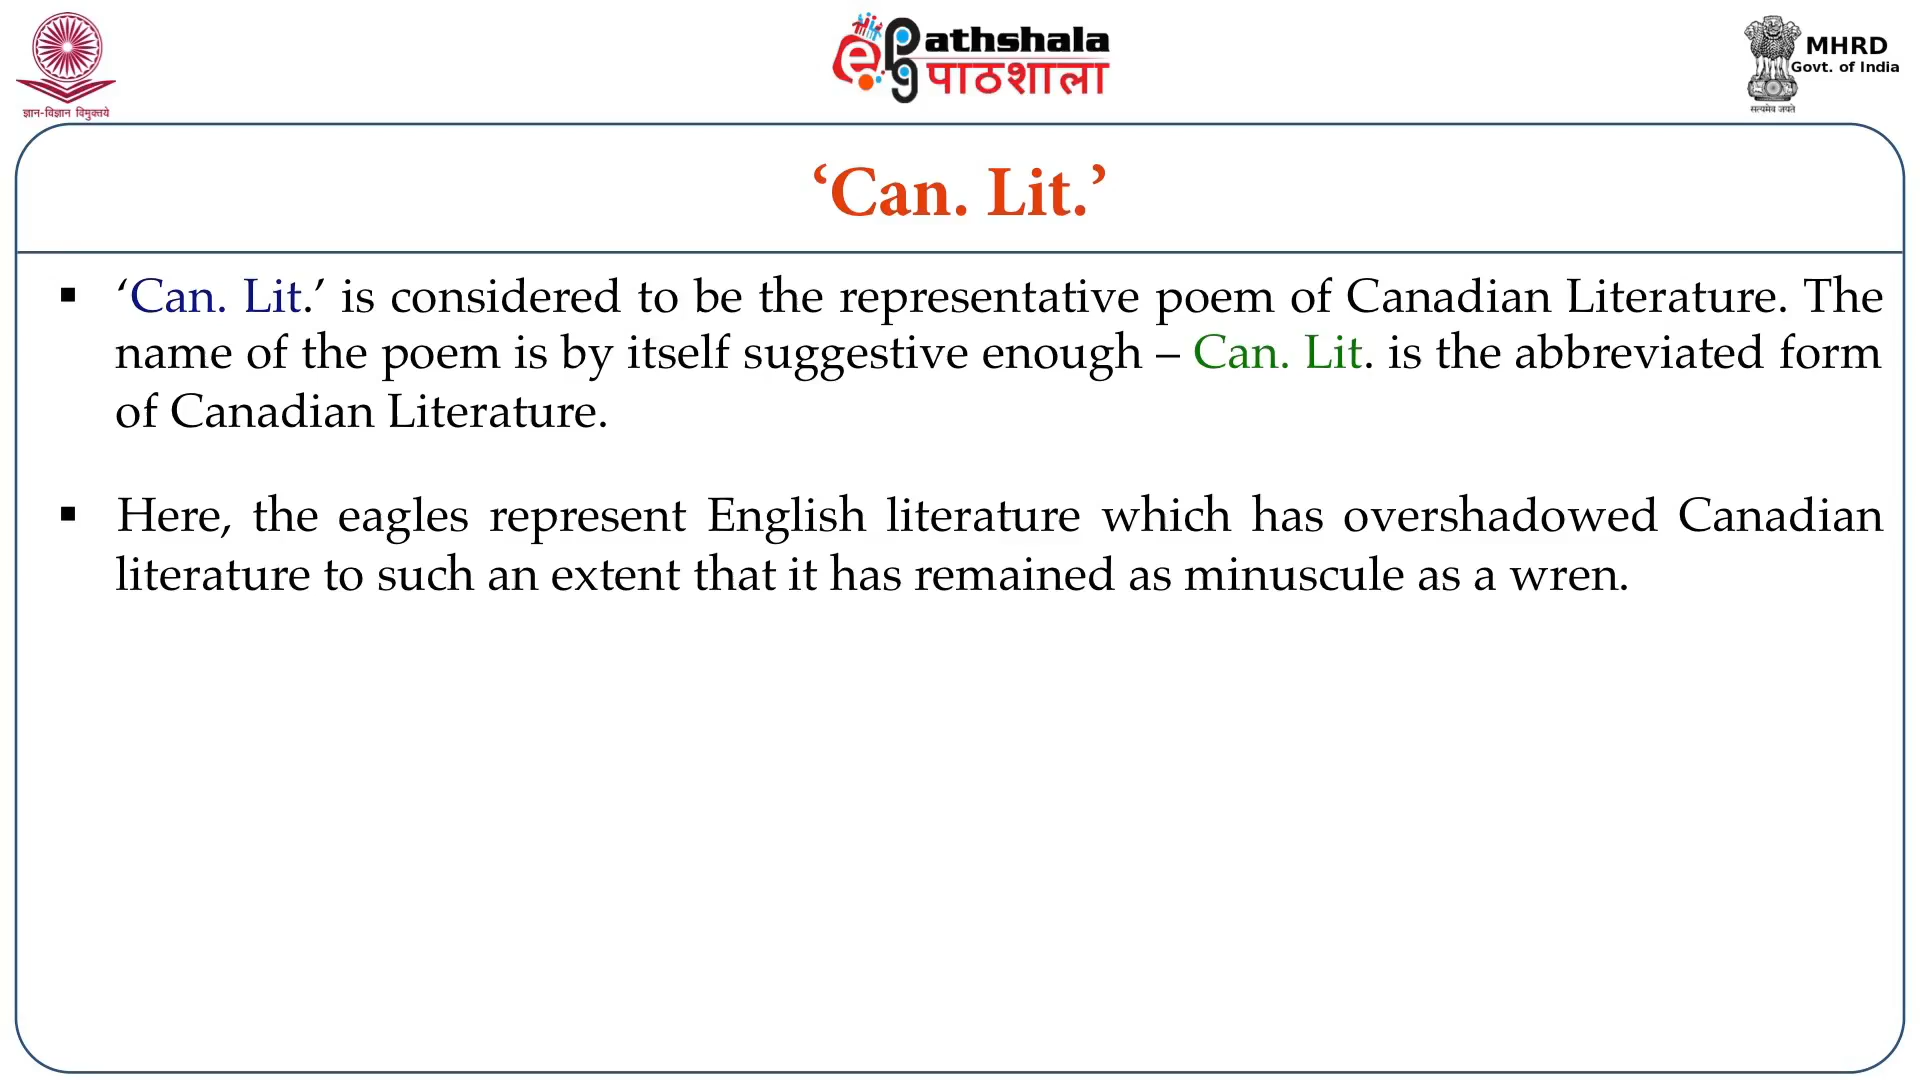 ज्ञान-विज्ञान विमुक्तये
ePathshala
पाठशाला
MHRD
Govt. of India
सत्यमेव जयते
‘Can. Lit.’
▪ ‘Can. Lit.’ is considered to be the representative poem of Canadian Literature. The
name of the poem is by itself suggestive enough – Can. Lit. is the abbreviated form
of Canadian Literature.
▪ Here, the eagles represent English literature which has overshadowed Canadian
literature to such an extent that it has remained as minuscule as a wren.